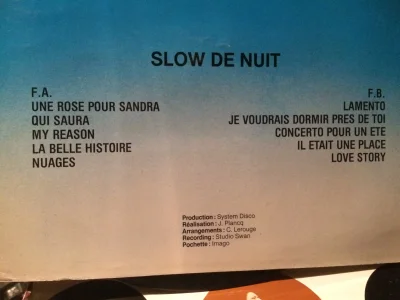 SLOW DE NUIT
F.A.
UNE ROSE POUR SANDRA
QUI SAURA
MY REASON
LA BELLE HISTOIRE
NUAGES
F.B.
LAMENTO
JE VOUDRAIS DORMIR PRES DE TOI
CONCERTO POUR UN ETE
IL ETAIT UNE PLACE
LOVE STORY
Production : System Disco
Réalisation : J. Plancq
Arrangements : C. Lerouge
Recording : Studio Swan
Pochette : Imago